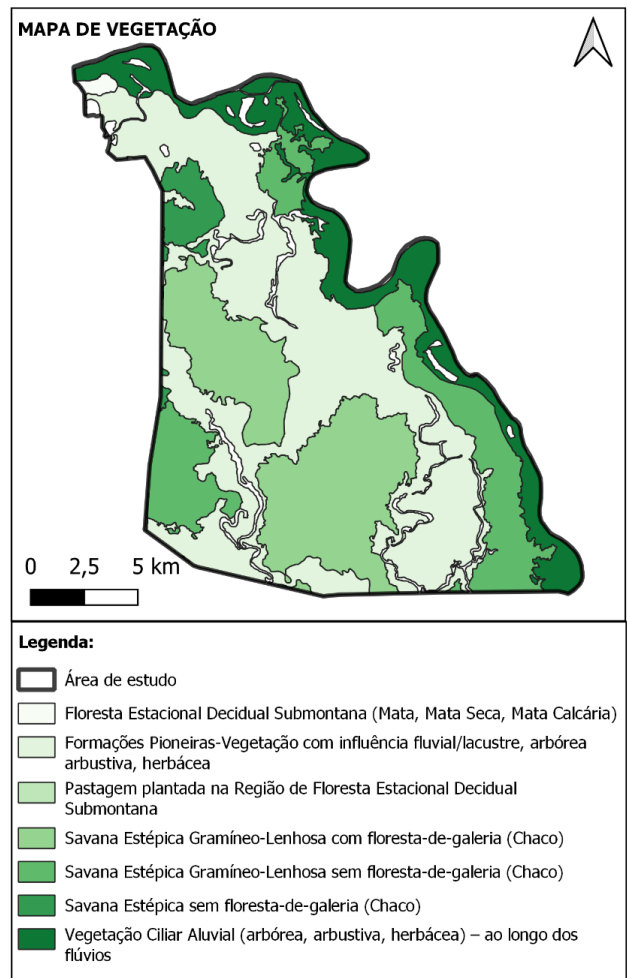 MAPA DE VEGETAÇÃO
0 2,5 5 km
Legenda:
Área de estudo
Floresta Estacional Decidual Submontana (Mata, Mata Seca, Mata Calcária)
Formações Pioneiras-Vegetação com influência fluvial/lacustre, arbórea
arbustiva, herbácea
Pastagem plantada na Região de Floresta Estacional Decidual
Submontana
Savana Estépica Gramíneo-Lenhosa com floresta-de-galeria (Chaco)
Savana Estépica Gramíneo-Lenhosa sem floresta-de-galeria (Chaco)
Savana Estépica sem floresta-de-galeria (Chaco)
Vegetação Ciliar Aluvial (arbórea, arbustiva, herbácea) – ao longo dos
flúvios